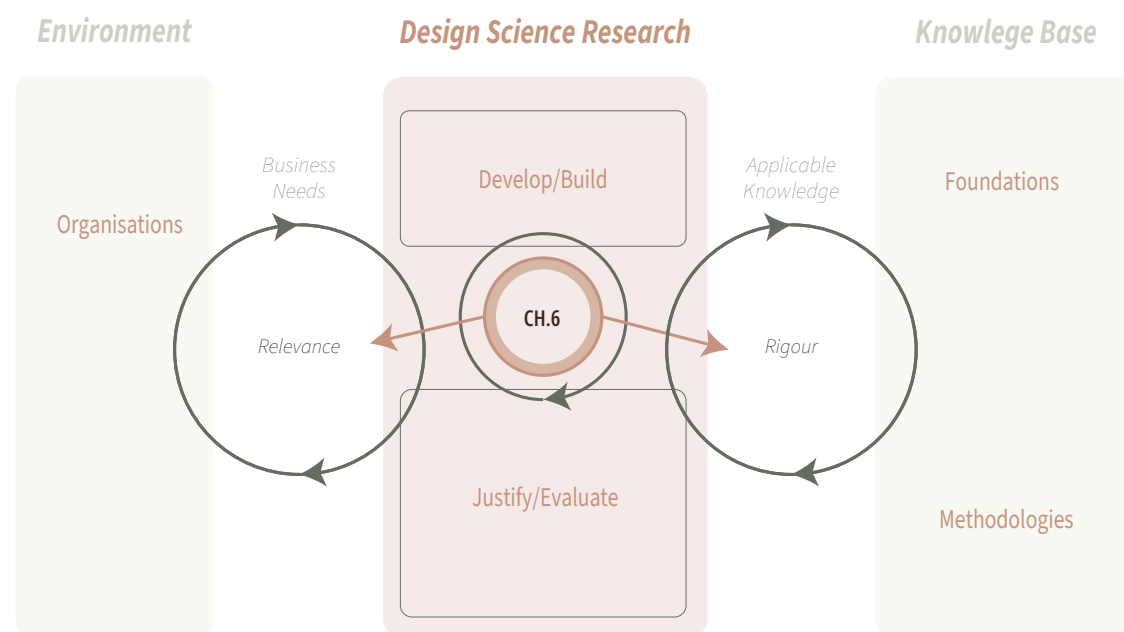 Environment
Design Science Research
Knowlege Base
Business
Needs
Applicable
Knowledge
Develop/Build
Foundations
Organisations
CH.6
Relevance
Rigour
Justify/Evaluate
Methodologies